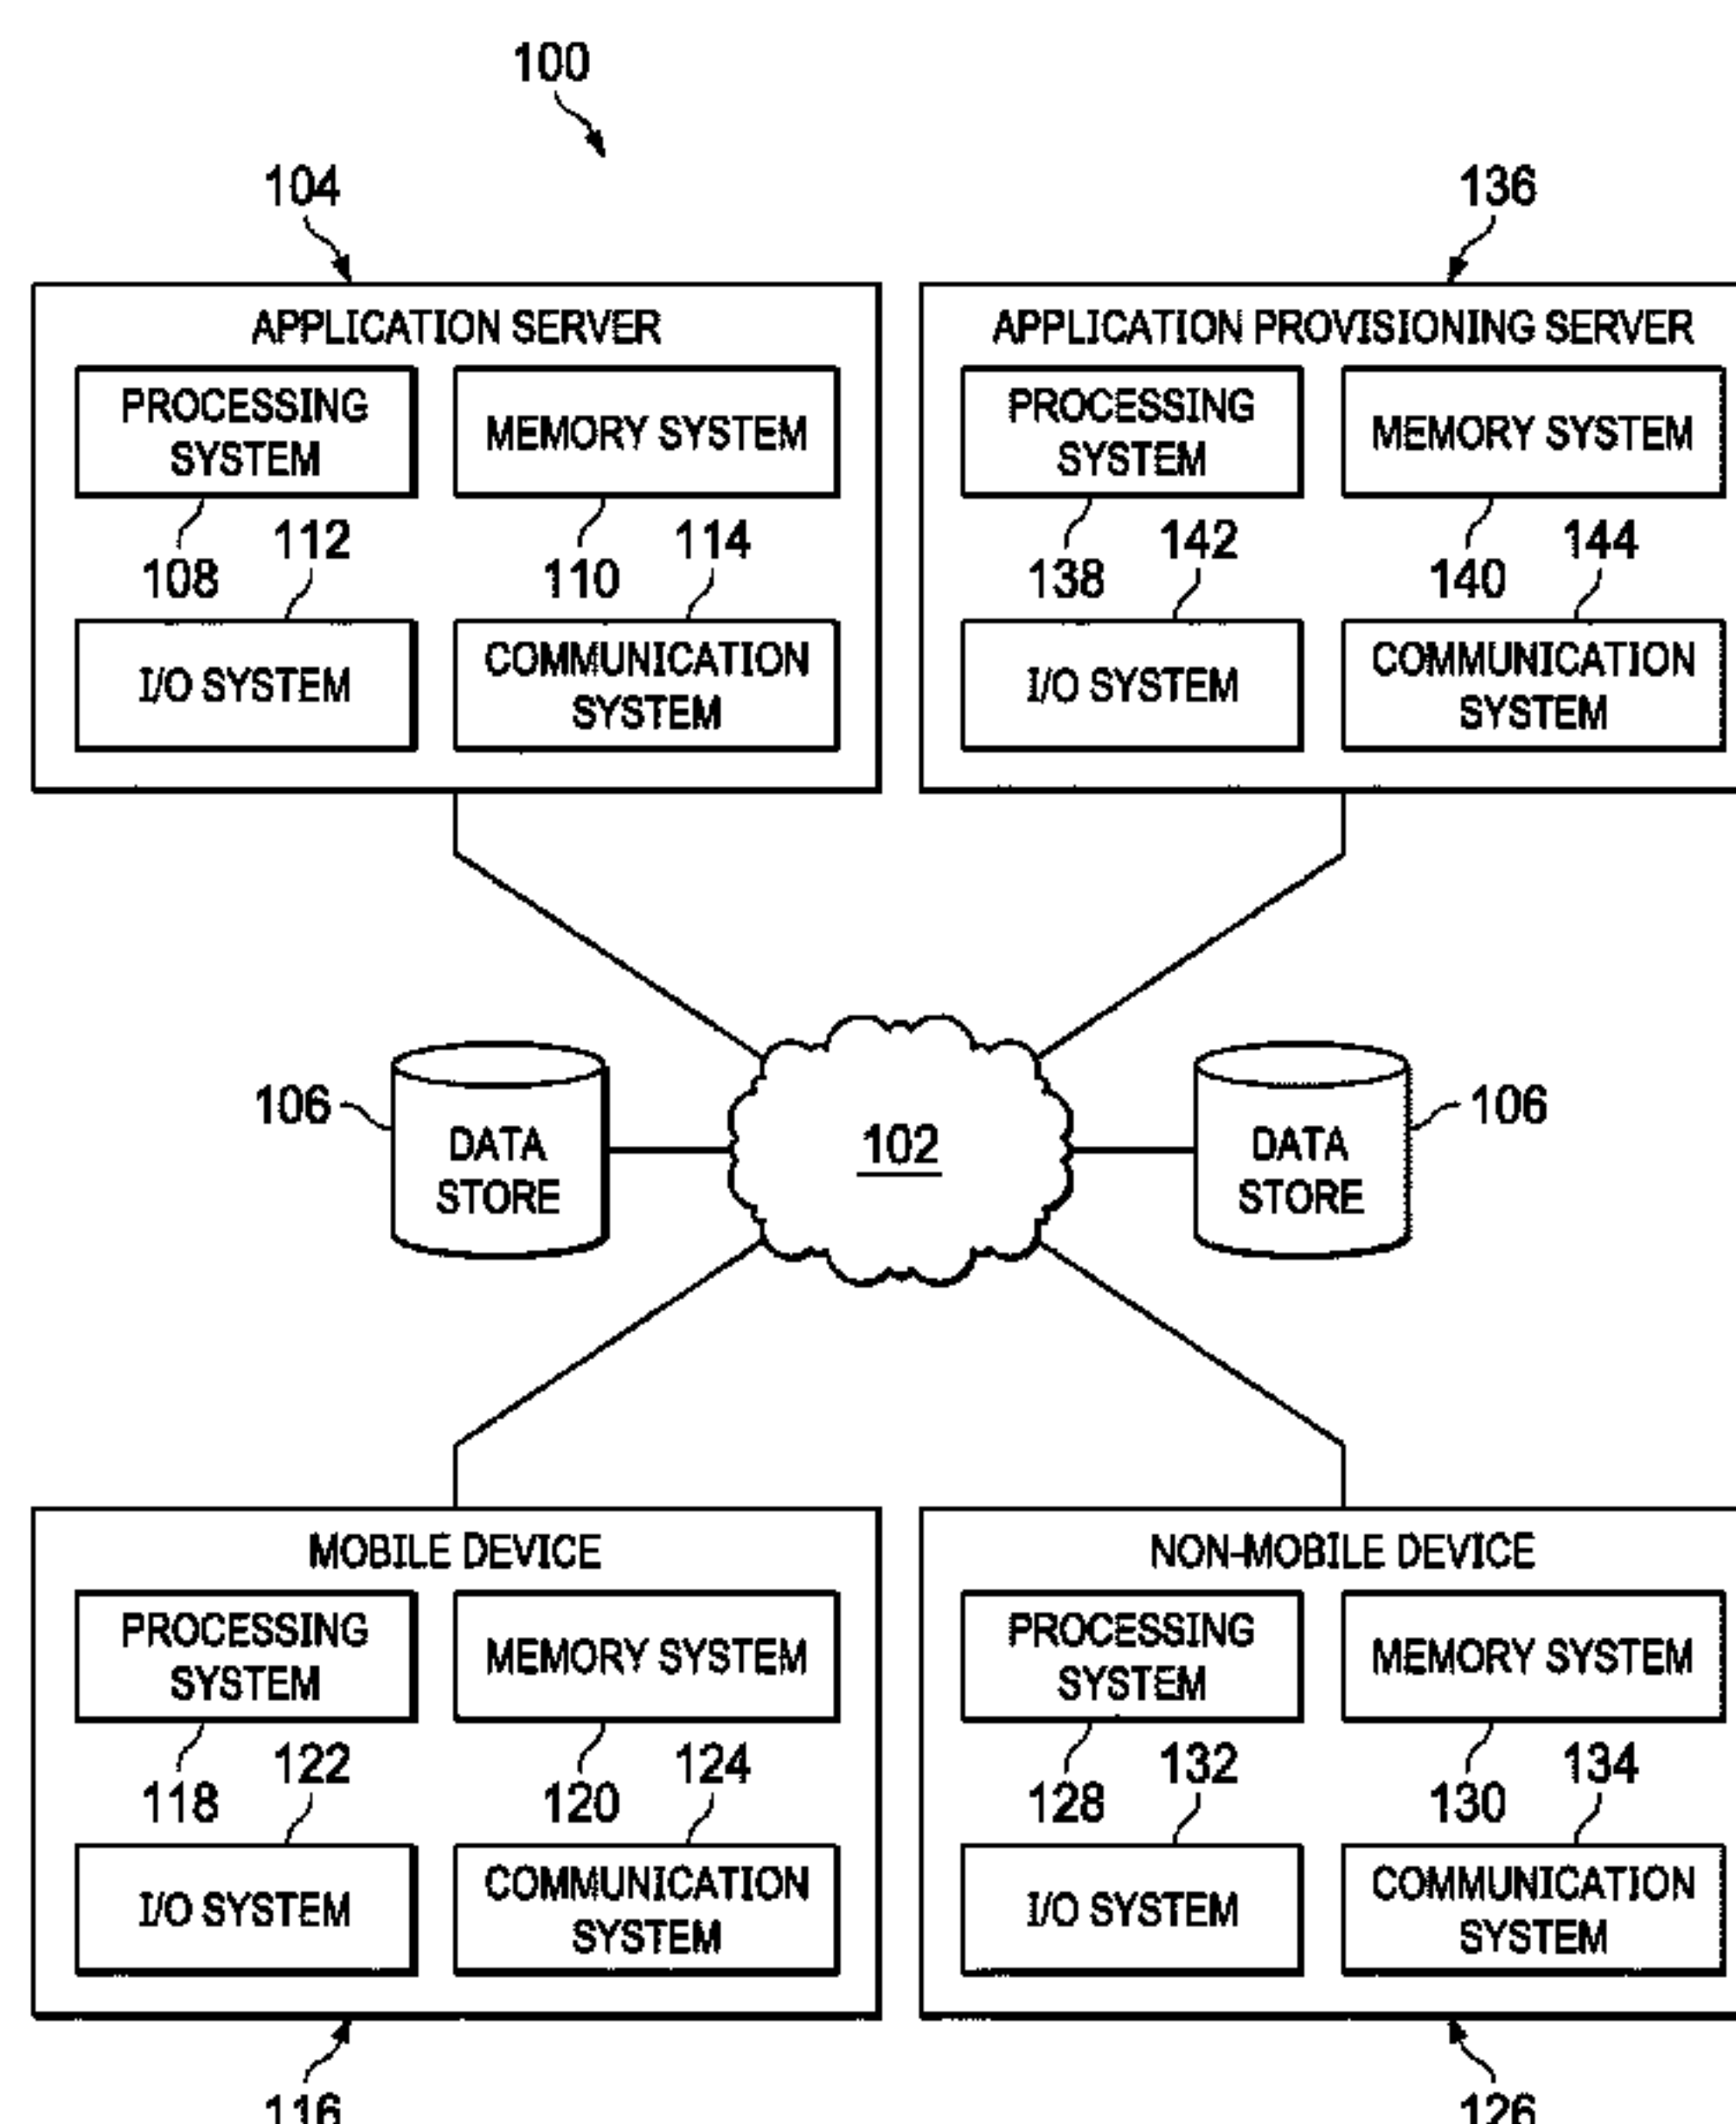 100
104
136
APPLICATION SERVER
APPLICATION PROVISIONING SERVER
PROCESSING
SYSTEM
MEMORY SYSTEM
PROCESSING
SYSTEM
MEMORY SYSTEM
112
114
142
144
108
110
138
140
I/O SYSTEM
COMMUNICATION
SYSTEM
I/O SYSTEM
COMMUNICATION
SYSTEM
106
DATA
STORE
102
DATA
STORE
106
MOBILE DEVICE
NON-MOBILE DEVICE
PROCESSING
SYSTEM
MEMORY SYSTEM
PROCESSING
SYSTEM
MEMORY SYSTEM
122
124
132
134
118
120
128
130
I/O SYSTEM
COMMUNICATION
SYSTEM
I/O SYSTEM
COMMUNICATION
SYSTEM
116
126